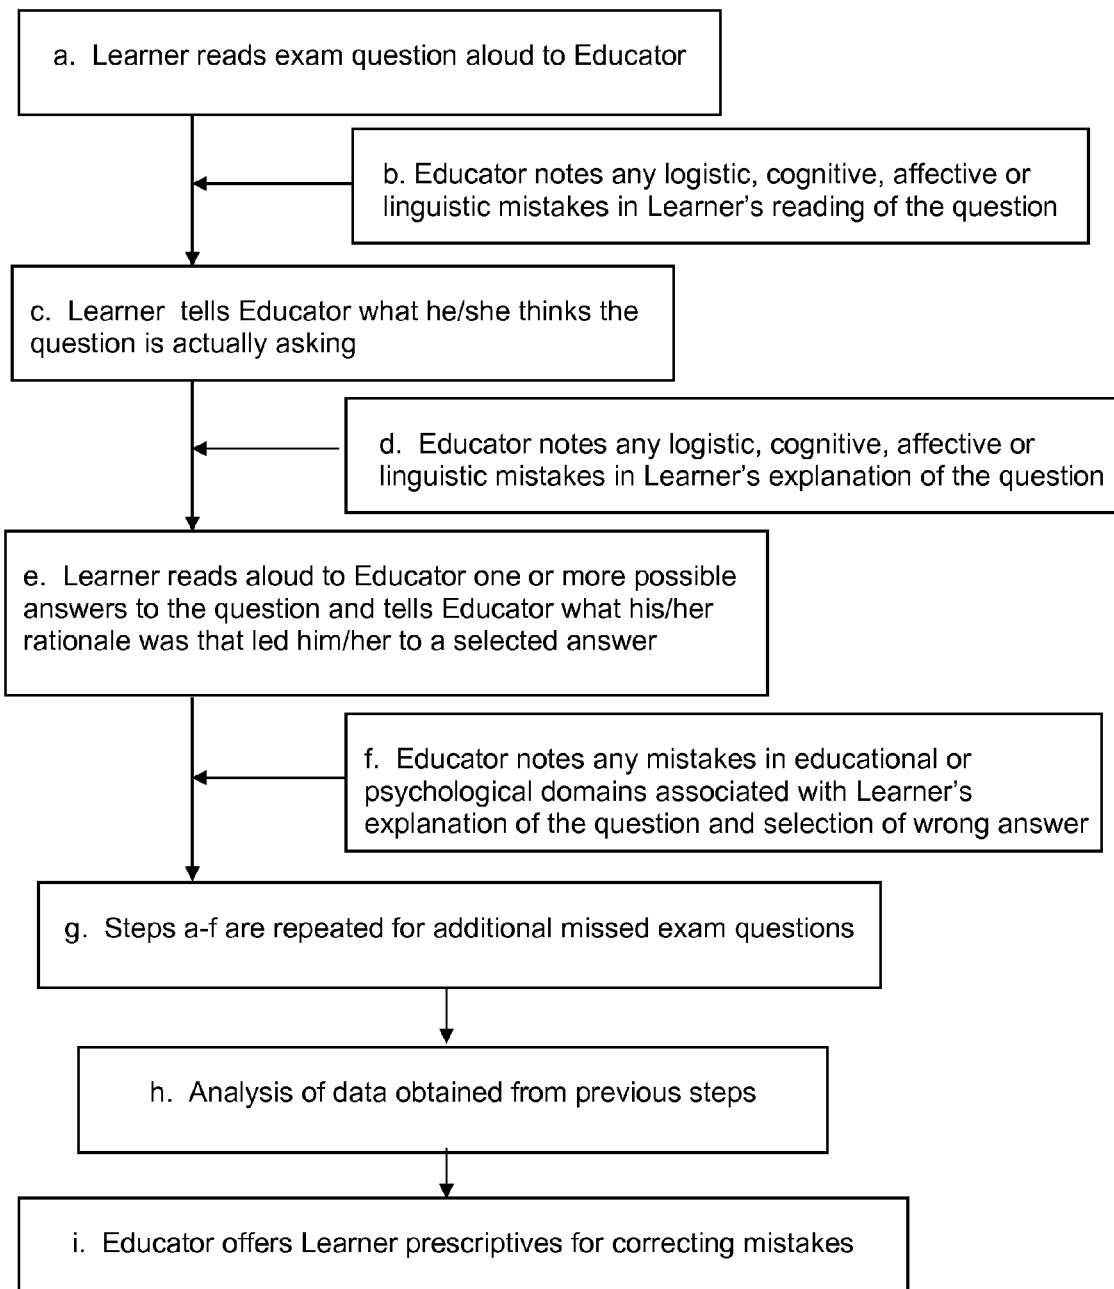 a. Learner reads exam question aloud to Educator
b. Educator notes any logistic, cognitive, affective or
linguistic mistakes in Learner's reading of the question
c. Learner tells Educator what he/she thinks the
question is actually asking
d. Educator notes any logistic, cognitive, affective or
linguistic mistakes in Learner's explanation of the question
e. Learner reads aloud to Educator one or more possible
answers to the question and tells Educator what his/her
rationale was that led him/her to a selected answer
f. Educator notes any mistakes in educational or
psychological domains associated with Learner's
explanation of the question and selection of wrong answer
g. Steps a-f are repeated for additional missed exam questions
h. Analysis of data obtained from previous steps
i. Educator offers Learner prescriptives for correcting mistakes